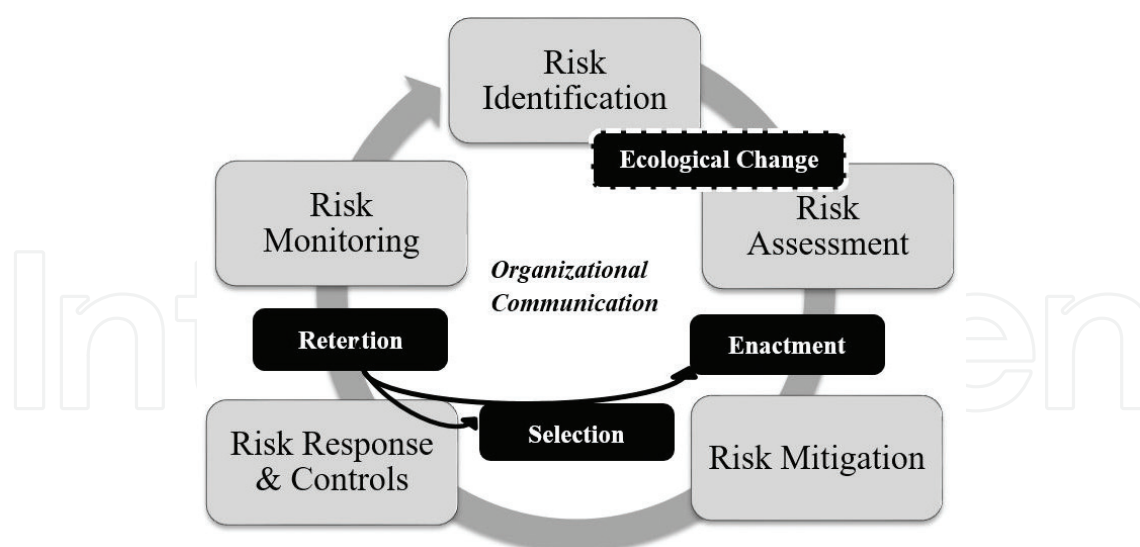 Risk
Identification
Ecological Change
Risk
Assessment
Risk
Monitoring
Organizational
Communication
Retention
Enactment
Selection
Risk Response
& Controls
Risk Mitigation